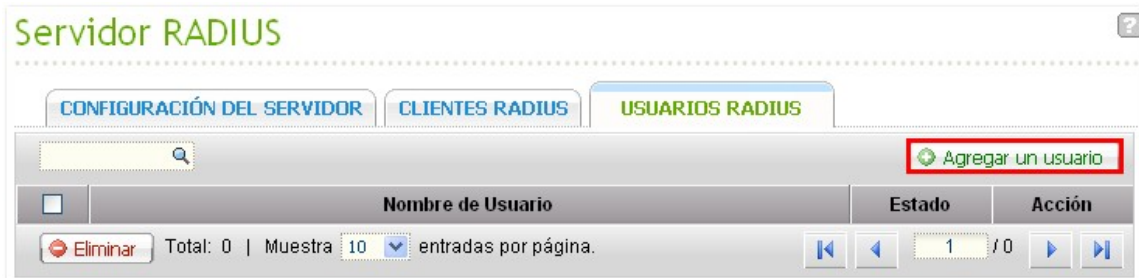 Servidor RADIUS
?
CONFIGURACIÓN DEL SERVIDOR CLIENTES RADIUS USUARIOS RADIUS
Agregar un usuario
Nombre de Usuario Estado Acción
Eliminar Total: 0 | Muestra 10 entradas por página. 1 / 0